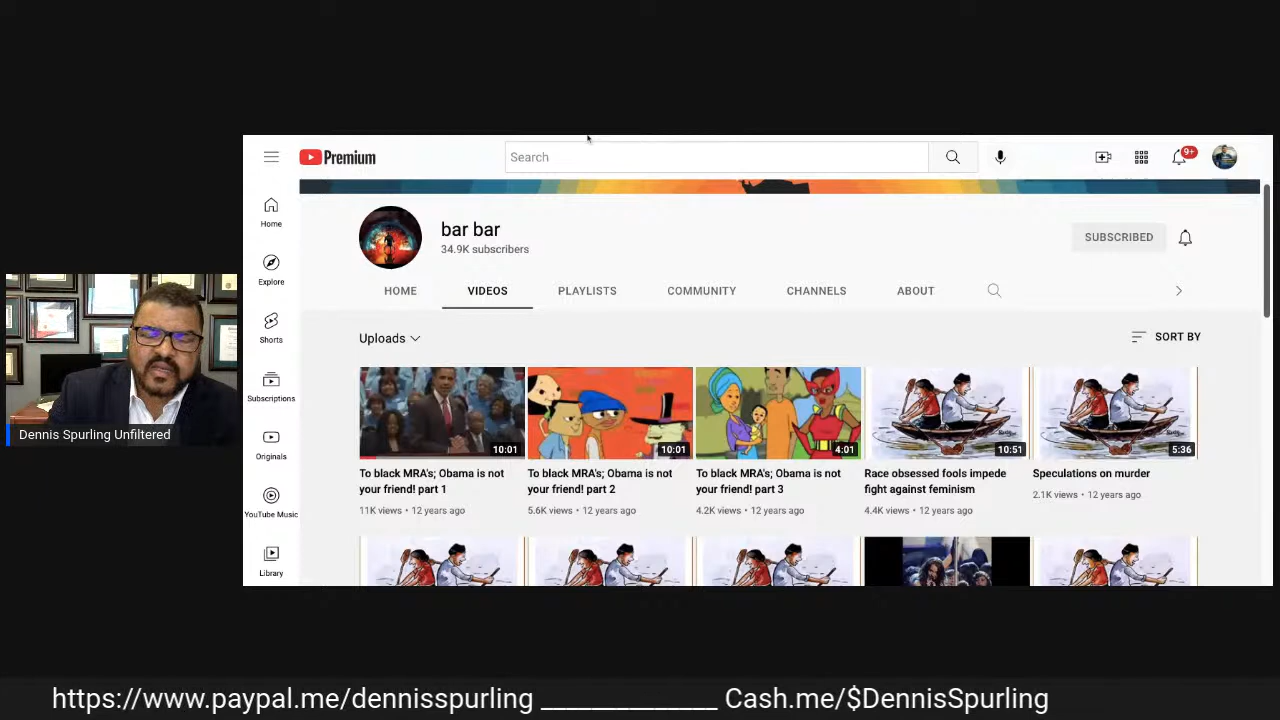 Premium
Search
9+
Home
Explore
Shorts
Subscriptions
Originals
YouTube Music
Library
bar bar
34.9K subscribers
SUBSCRIBED
HOME VIDEOS PLAYLISTS COMMUNITY CHANNELS ABOUT
Uploads
SORT BY
10:01
To black MRA's; Obama is not
your friend! part 1
11K views • 12 years ago
10:01
To black MRA's; Obama is not
your friend! part 2
5.6K views • 12 years ago
4:01
To black MRA's; Obama is not
your friend! part 3
4.2K views • 12 years ago
10:51
Race obsessed fools impede
fight against feminism
4.4K views • 12 years ago
5:36
Speculations on murder
2.1K views • 12 years ago
Dennis Spurling Unfiltered
https://www.paypal.me/dennisspurling ______________ Cash.me/$DennisSpurling